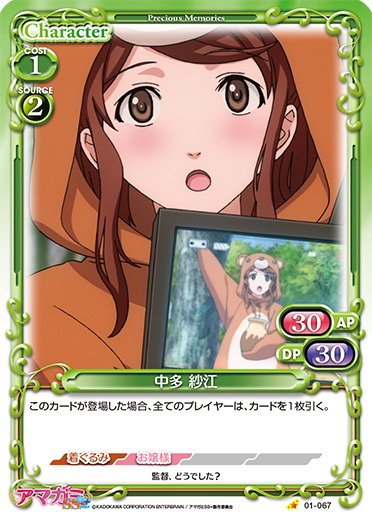 Precious Memories
Character
COST
1
SOURCE
2
30 AP
DP 30
中多 紗江
このカードが登場した場合、全てのプレイヤーは、カードを1枚引く。
着ぐるみ お嬢様
監督、どうでした?
アマガミSS+
plus
©KADOKAWA CORPORATION ENTERBRAIN / アマガミSS+製作委員会
01-067